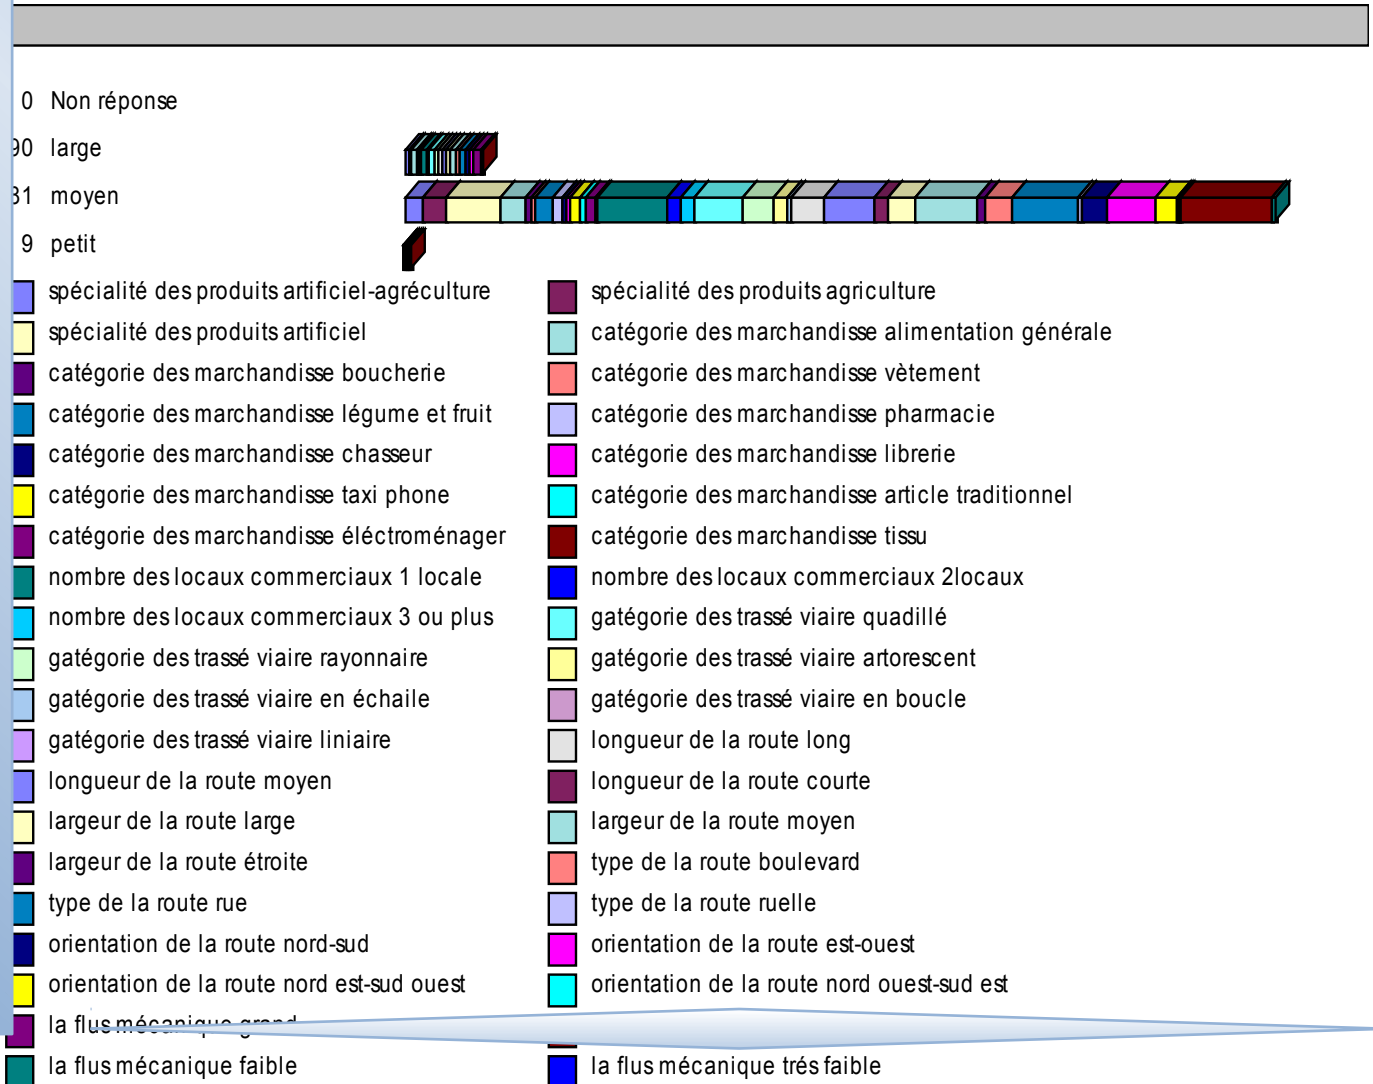 0 Non réponse
90 large
31 moyen
9 petit
spécialité des produits artificiel-agréculture spécialité des produits agriculture
spécialité des produits artificiel catégorie des marchandisse alimentation générale
catégorie des marchandisse boucherie catégorie des marchandisse vètement
catégorie des marchandisse légume et fruit catégorie des marchandisse pharmacie
catégorie des marchandisse chasseur catégorie des marchandisse librerie
catégorie des marchandisse taxi phone catégorie des marchandisse article traditionnel
catégorie des marchandisse éléctroménager catégorie des marchandisse tissu
nombre des locaux commerciaux 1 locale nombre des locaux commerciaux 2locaux
nombre des locaux commerciaux 3 ou plus gatégorie des trassé viaire quadillé
gatégorie des trassé viaire rayonnaire gatégorie des trassé viaire artorescent
gatégorie des trassé viaire en échaile gatégorie des trassé viaire en boucle
gatégorie des trassé viaire liniaire longueur de la route long
longueur de la route moyen longueur de la route courte
largeur de la route large largeur de la route moyen
largeur de la route étroite type de la route boulevard
type de la route rue type de la route ruelle
orientation de la route nord-sud orientation de la route est-ouest
orientation de la route nord est-sud ouest orientation de la route nord ouest-sud est
la flus mécanique grand
la flus mécanique faible la flus mécanique trés faible